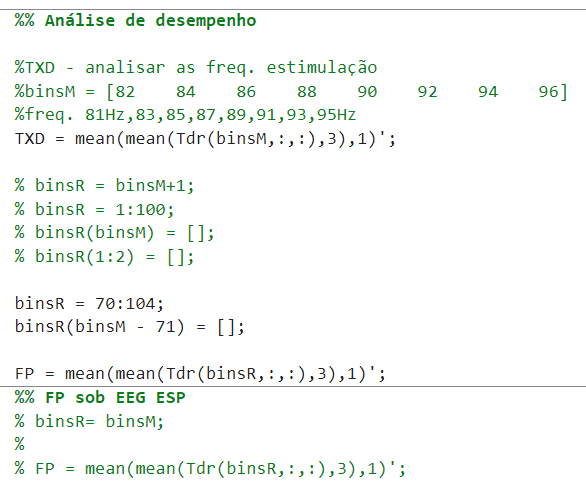 %% Análise de desempenho
%TXD - analisar as freq. estimulação
%binsM = [82    84    86    88    90    92    94    96]
%freq. 81Hz,83,85,87,89,91,93,95Hz
TXD = mean(mean(Tdr(binsM,:,:),3),1)';
% binsR = binsM+1;
% binsR = 1:100;
% binsR(binsM) = [];
% binsR(1:2) = [];
binsR = 70:104;
binsR(binsM - 71) = [];
FP = mean(mean(Tdr(binsR,:,:),3),1)';
%% FP sob EEG ESP
% binsR= binsM;
%
% FP = mean(mean(Tdr(binsR,:,:),3),1)';